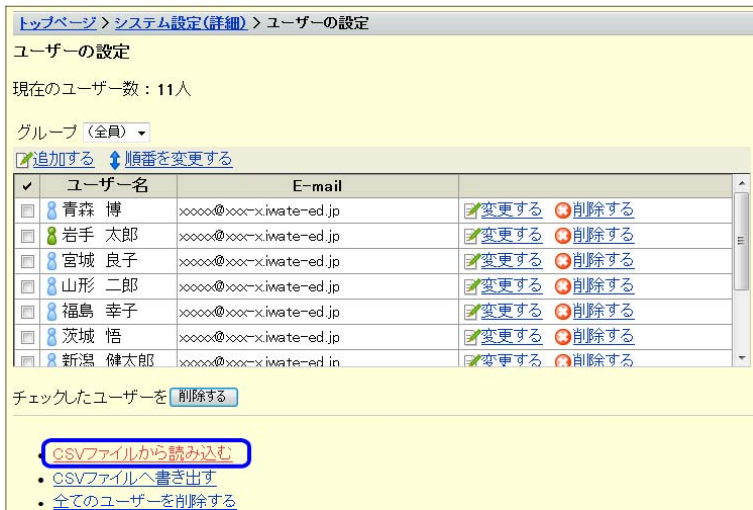 トップページ > システム設定(詳細) > ユーザーの設定
ユーザーの設定
現在のユーザー数:11人
グループ (全員)
追加する 順番を変更する
ユーザー名 E-mail
青森 博 xxxxx@xxx-x.iwate-ed.jp 変更する 削除する
岩手 太郎 xxxxx@xxx-x.iwate-ed.jp 変更する 削除する
宮城 良子 xxxxx@xxx-x.iwate-ed.jp 変更する 削除する
山形 二郎 xxxxx@xxx-x.iwate-ed.jp 変更する 削除する
福島 幸子 xxxxx@xxx-x.iwate-ed.jp 変更する 削除する
茨城 悟 xxxxx@xxx-x.iwate-ed.jp 変更する 削除する
新潟 健太郎 xxxxx@xxx-x.iwate-ed.jp 変更する 削除する
チェックしたユーザーを 削除する
• CSVファイルから読み込む
• CSVファイルへ書き出す
• 全てのユーザーを削除する